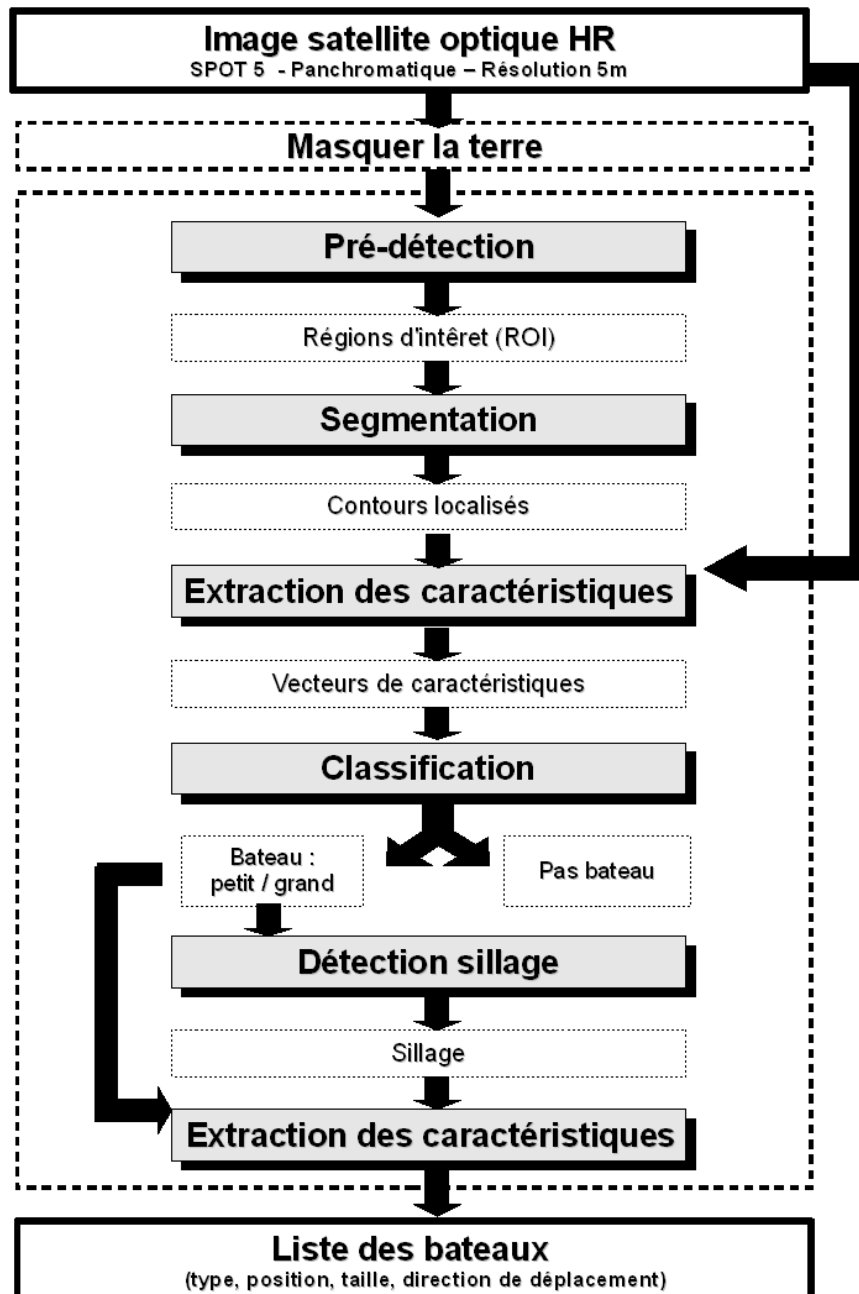 Image satellite optique HR
SPOT 5 - Panchromatique – Résolution 5m
Masquer la terre
Pré-détection
Régions d'intêret (ROI)
Segmentation
Contours localisés
Extraction des caractéristiques
Vecteurs de caractéristiques
Classification
Bateau :
petit / grand
Pas bateau
Détection sillage
Sillage
Extraction des caractéristiques
Liste des bateaux
(type, position, taille, direction de déplacement)